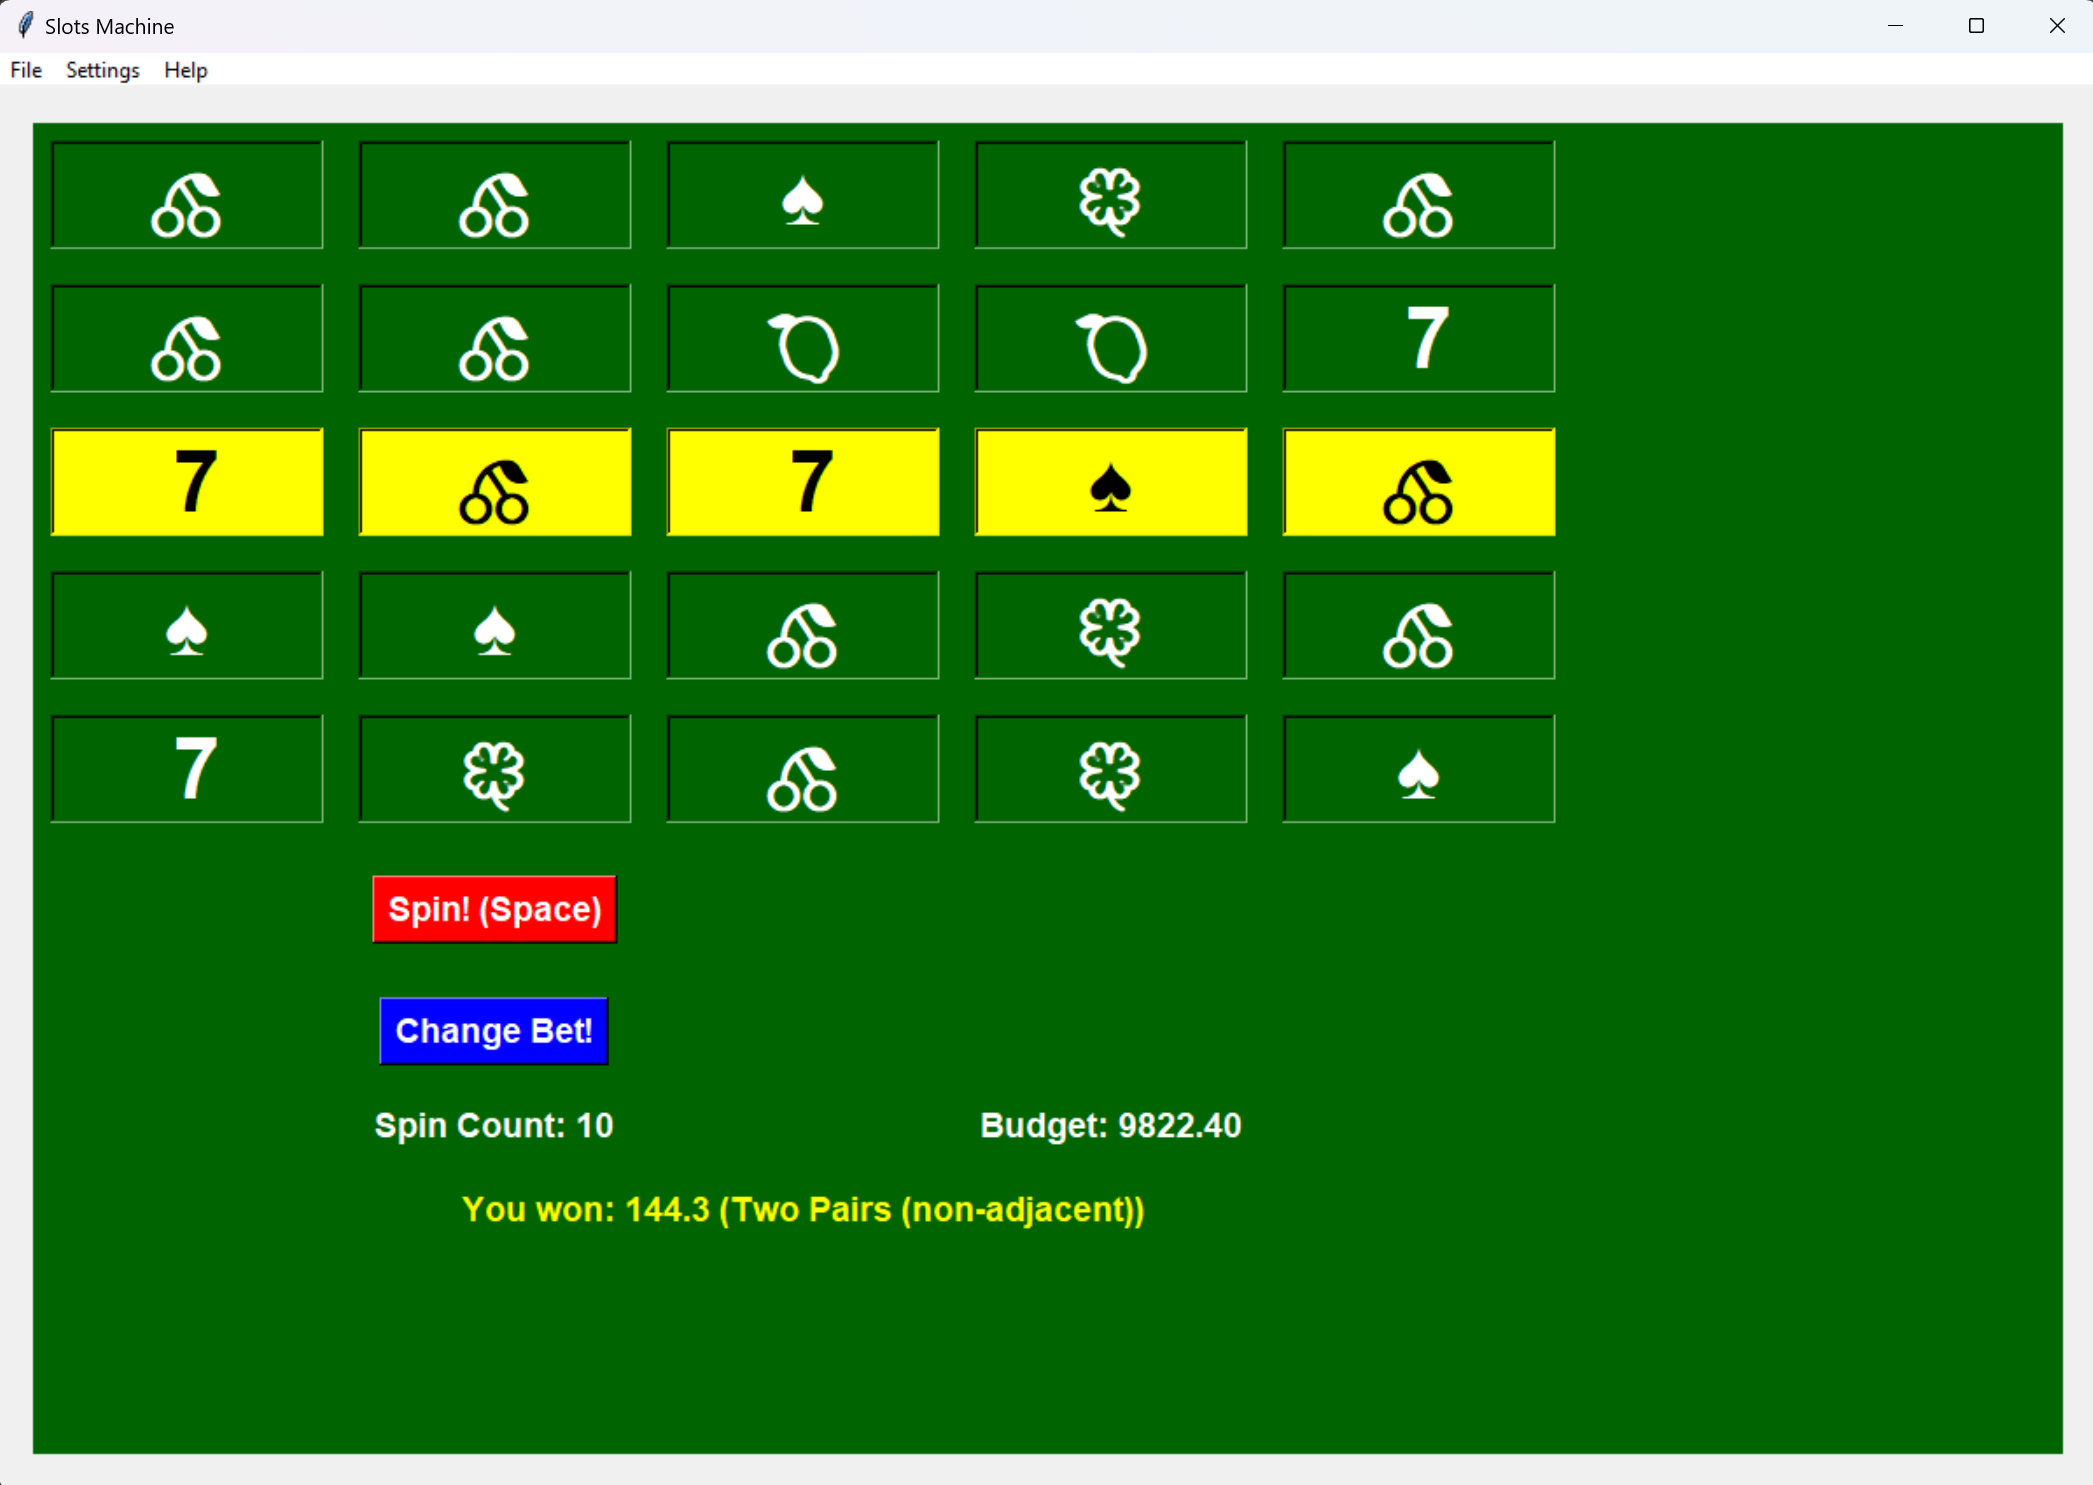 Slots Machine
File Settings Help
7
7 7
7
Spin! (Space)
Change Bet!
Spin Count: 10 Budget: 9822.40
You won: 144.3 (Two Pairs (non-adjacent))